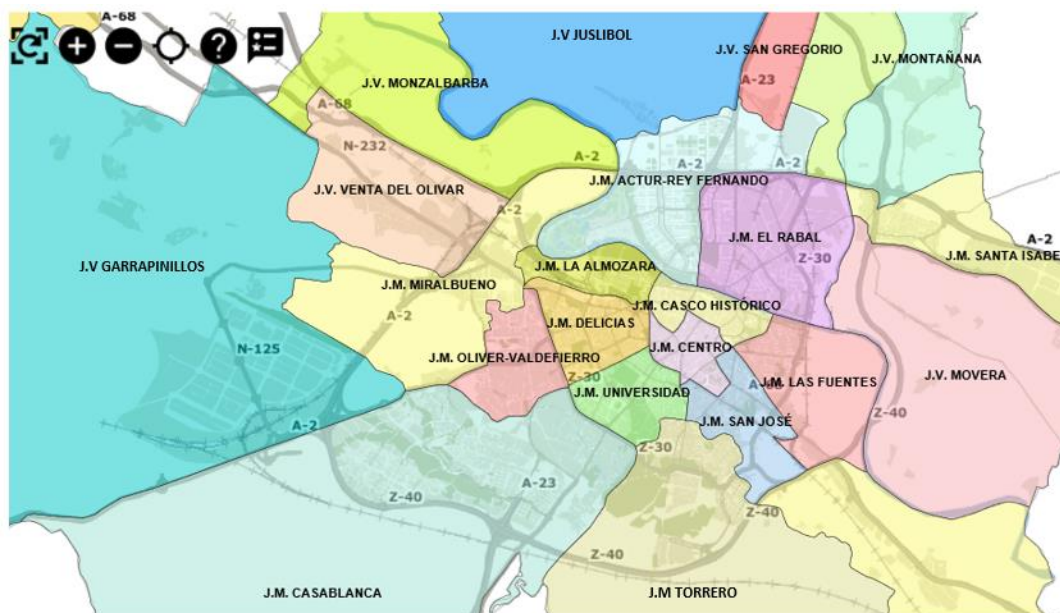 A-68
J.V JUSLIBOL
J.V. SAN GREGORIO
J.V. MONTAÑANA
J.V. MONZALBARBA
A-23
A-68
N-232
A-2
A-2
A-2
J.M. ACTUR-REY FERNANDO
J.V. VENTA DEL OLIVAR
A-2
J.M. EL RABAL
A-2
J.M. SANTA ISABE
J.V GARRAPINILLOS
J.M. LA ALMOZARA
Z-30
J.M. MIRALBUENO
J.M. CASCO HISTÓRICO
A-2
J.M. DELICIAS
N-125
J.M. CENTRO
J.M. OLIVER-VALDEFIERRO
J.V. MOVERA
Z-30
J.M. LAS FUENTES
J.M. UNIVERSIDAD
Z-40
J.M. SAN JOSÉ
A-2
Z-30
A-23
Z-40
Z-40
Z-40
J.M. CASABLANCA
J.M TORRERO